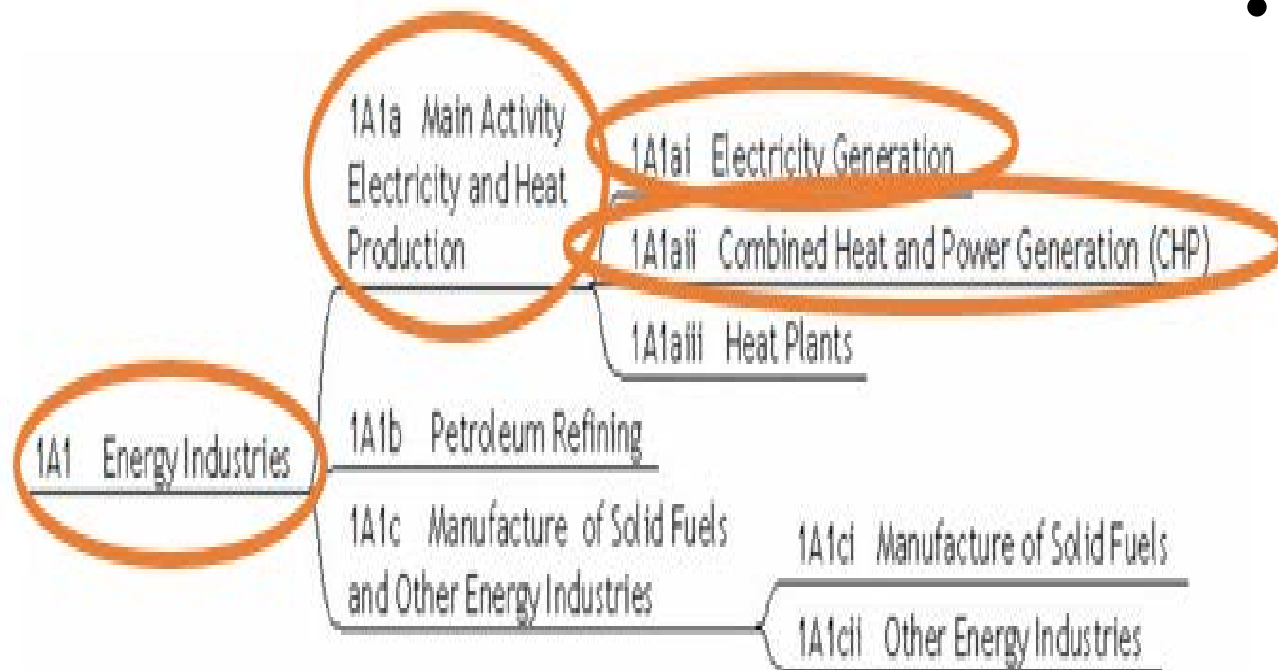 1A1a Main Activity
Electricity and Heat
Production
1A1ai Electricity Generation
1A1aii Combined Heat and Power Generation (CHP)
1A1aiii Heat Plants
1A1 Energy Industries
1A1b Petroleum Refining
1A1c Manufacture of Solid Fuels
and Other Energy Industries
1A1ci Manufacture of Solid Fuels
1A1cii Other Energy Industries